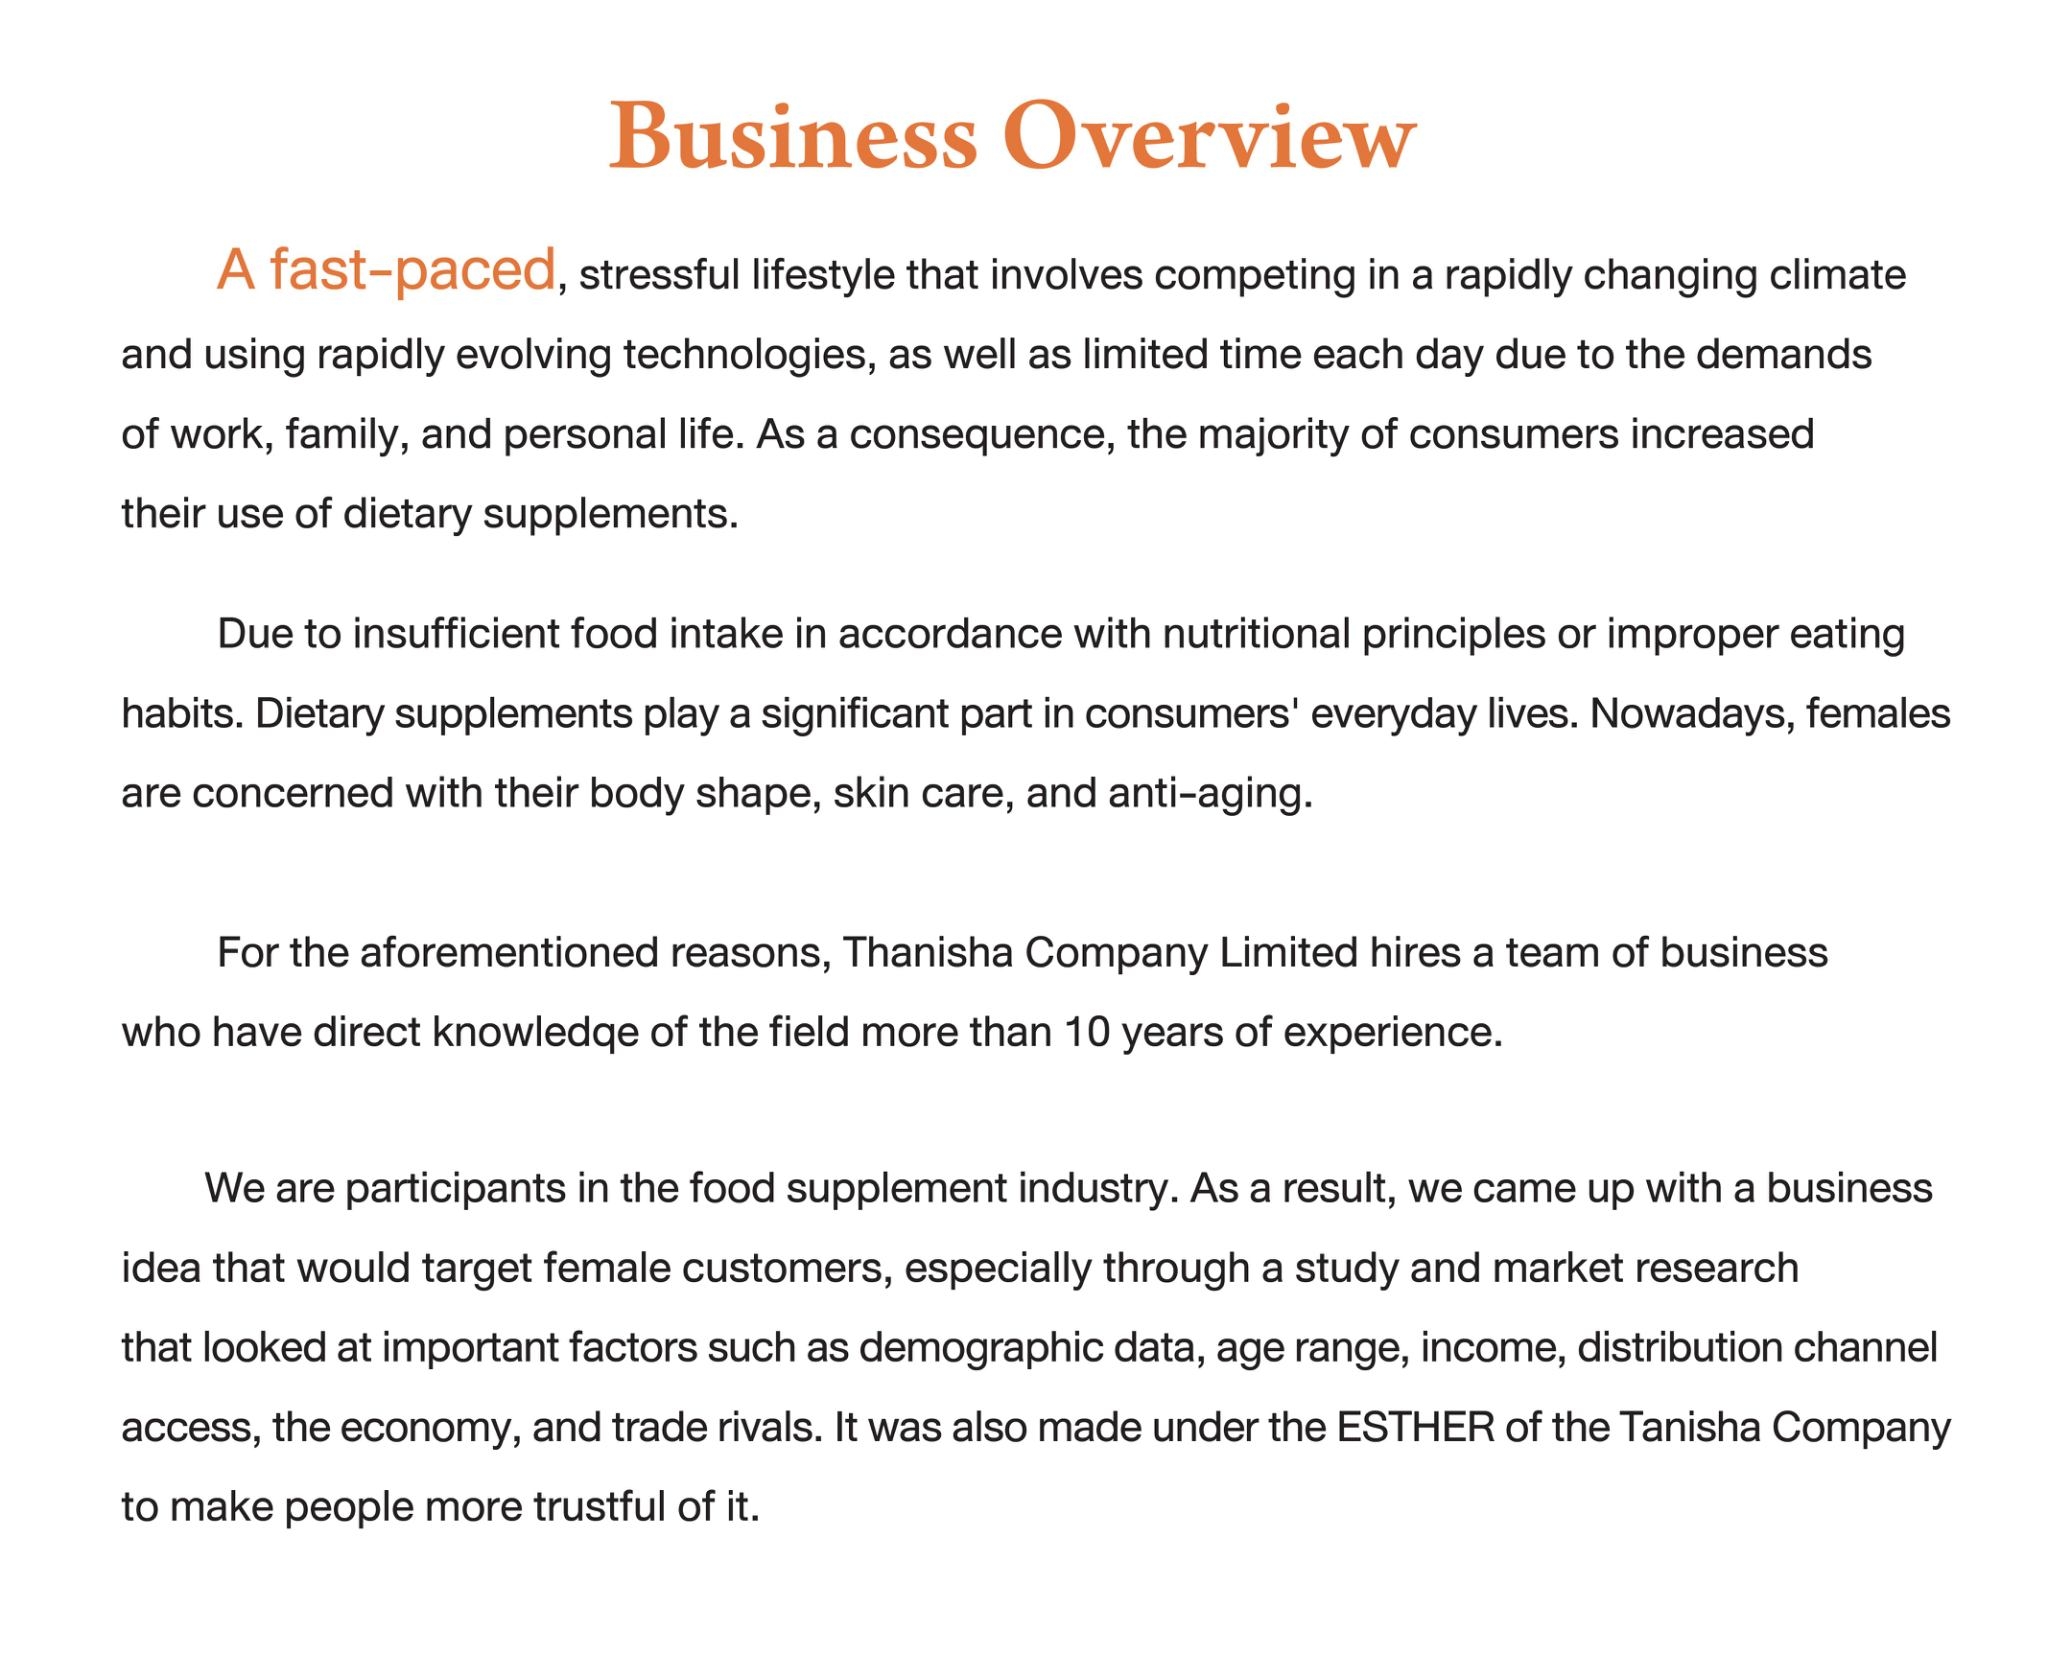 Business Overview
A fast-paced, stressful lifestyle that involves competing in a rapidly changing climate
and using rapidly evolving technologies, as well as limited time each day due to the demands
of work, family, and personal life. As a consequence, the majority of consumers increased
their use of dietary supplements.
Due to insufficient food intake in accordance with nutritional principles or improper eating
habits. Dietary supplements play a significant part in consumers' everyday lives. Nowadays, females
are concerned with their body shape, skin care, and anti-aging.
For the aforementioned reasons, Thanisha Company Limited hires a team of business
who have direct knowledqe of the field more than 10 years of experience.
We are participants in the food supplement industry. As a result, we came up with a business
idea that would target female customers, especially through a study and market research
that looked at important factors such as demographic data, age range, income, distribution channel
access, the economy, and trade rivals. It was also made under the ESTHER of the Tanisha Company
to make people more trustful of it.